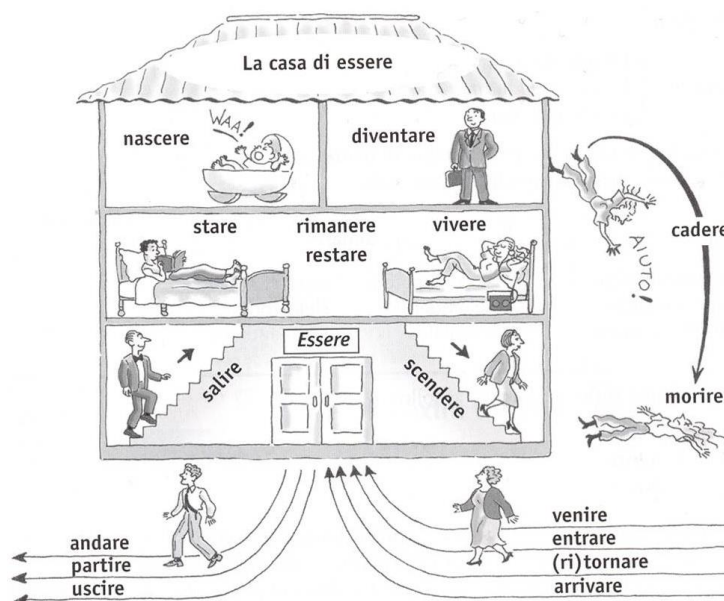 La casa di essere
WAA!
nascere
diventare
stare rimanere vivere
restare
cadere
AIUTO!
Essere
salire
scendere
morire
venire
andare entrare
partire (ri)tornare
uscire arrivare